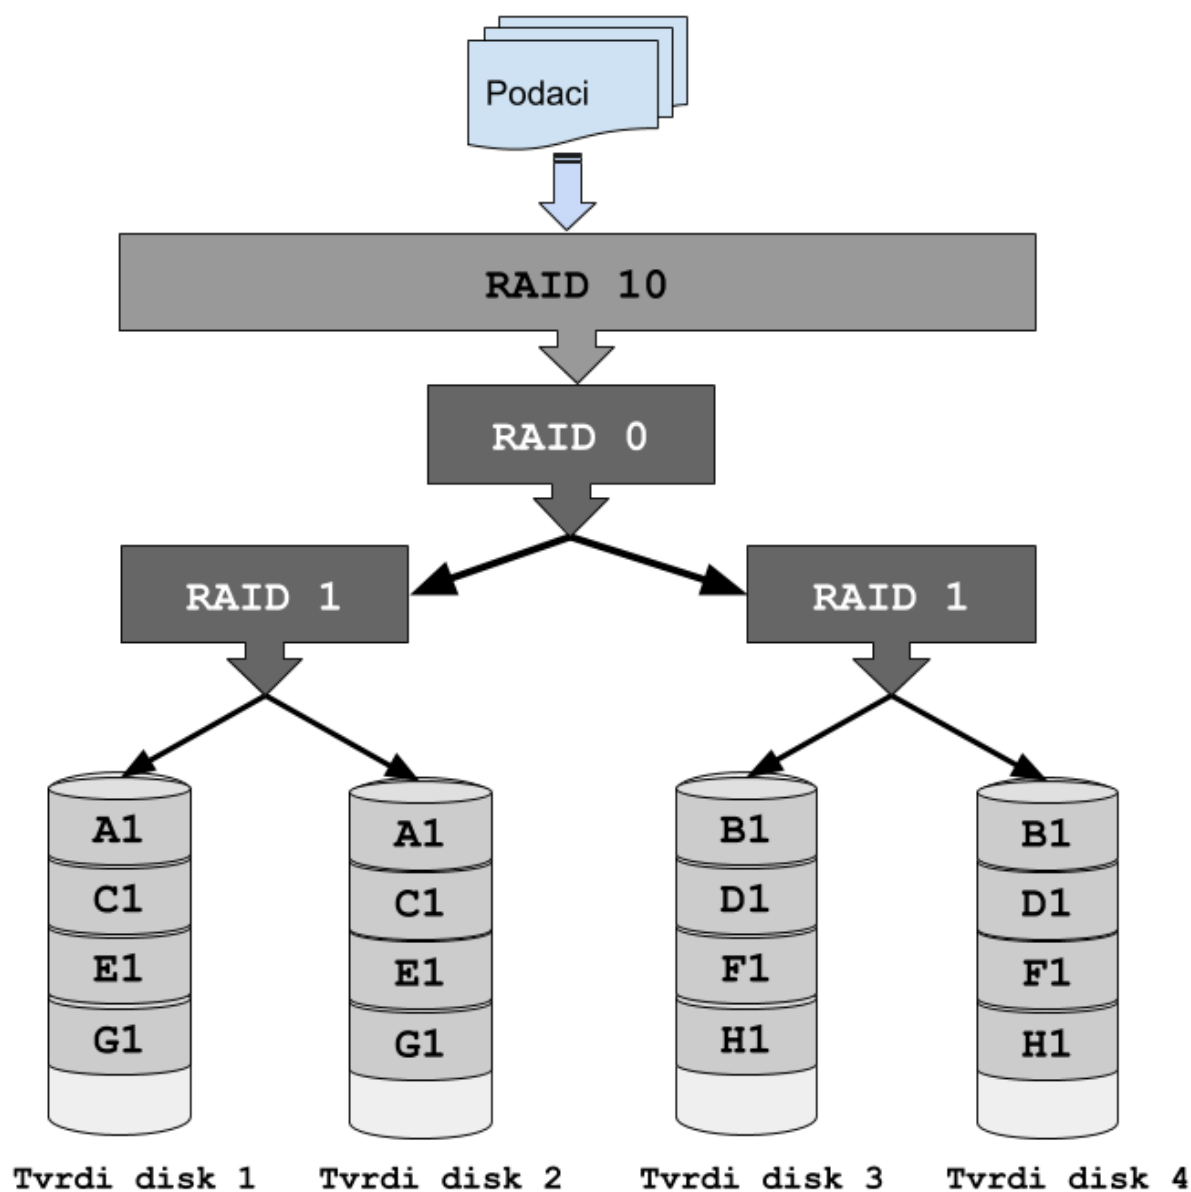 Podaci
RAID 10
RAID 0
RAID 1
RAID 1
A1
C1
E1
G1
A1
C1
E1
G1
B1
D1
F1
H1
B1
D1
F1
H1
Tvrdi disk 1
Tvrdi disk 2
Tvrdi disk 3
Tvrdi disk 4